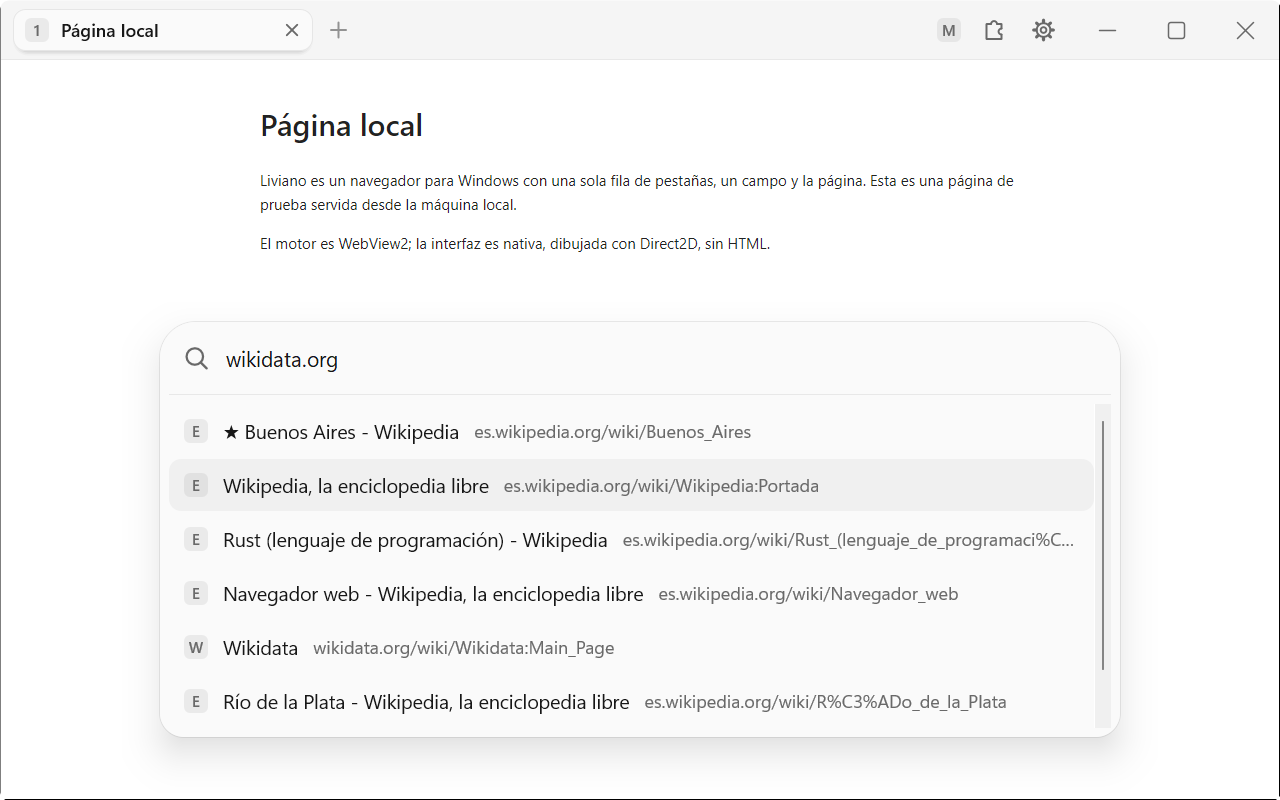 1 Página local
M
Página local
Liviano es un navegador para Windows con una sola fila de pestañas, un campo y la página. Esta es una página de
prueba servida desde la máquina local.
El motor es WebView2; la interfaz es nativa, dibujada con Direct2D, sin HTML.
wikidata.org
E ★ Buenos Aires - Wikipedia es.wikipedia.org/wiki/Buenos_Aires
E Wikipedia, la enciclopedia libre es.wikipedia.org/wiki/Wikipedia:Portada
E Rust (lenguaje de programación) - Wikipedia es.wikipedia.org/wiki/Rust_(lenguaje_de_programaci%C...
E Navegador web - Wikipedia, la enciclopedia libre es.wikipedia.org/wiki/Navegador_web
W Wikidata wikidata.org/wiki/Wikidata:Main_Page
E Río de la Plata - Wikipedia, la enciclopedia libre es.wikipedia.org/wiki/R%C3%ADo_de_la_Plata